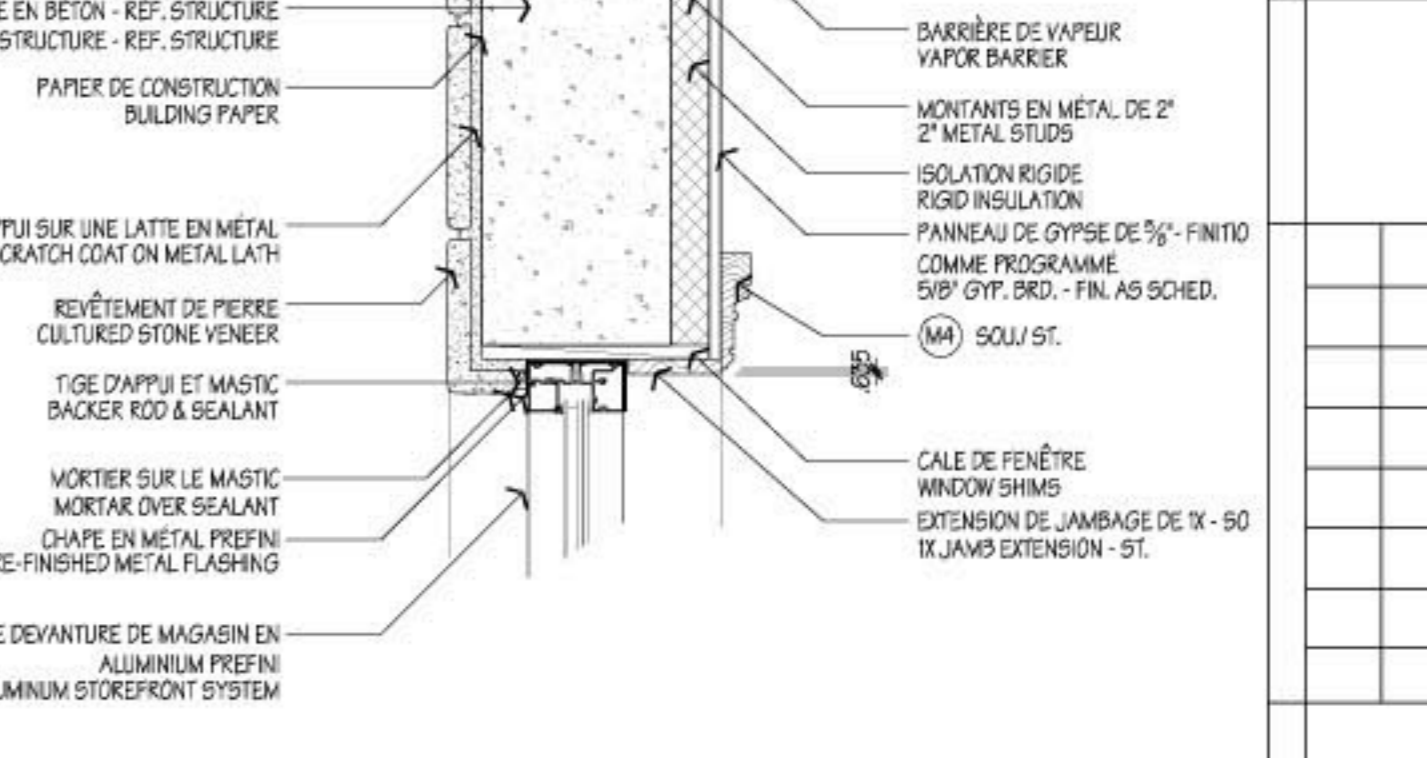 E EN BÉTON - RÉF. STRUCTURE
STRUCTURE - REF. STRUCTURE
PAPIER DE CONSTRUCTION
BUILDING PAPER
PUI SUR UNE LATTE EN MÉTAL
CRATCH COAT ON METAL LATH
REVÊTEMENT DE PIERRE
CULTURED STONE VENEER
TIGE D'APPUI ET MASTIC
BACKER ROD & SEALANT
MORTIER SUR LE MASTIC
MORTAR OVER SEALANT
CHAPE EN MÉTAL PREFINI
RE-FINISHED METAL FLASHING
E DEVANTURE DE MAGASIN EN
ALUMINIUM PREFINI
UMINUM STOREFRONT SYSTEM
BARRIÈRE DE VAPEUR
VAPOR BARRIER
MONTANTS EN MÉTAL DE 2"
2" METAL STUDS
ISOLATION RIGIDE
RIGID INSULATION
PANNEAU DE GYPSE DE 5/8"- FINITIO
COMME PROGRAMMÉ
5/8" GYP. BRD. - FIN. AS SCHED.
M4 SOU./ ST.
CALE DE FENÊTRE
WINDOW SHIMS
EXTENSION DE JAMBAGE DE 1X - SO
1X JAMB EXTENSION - ST.